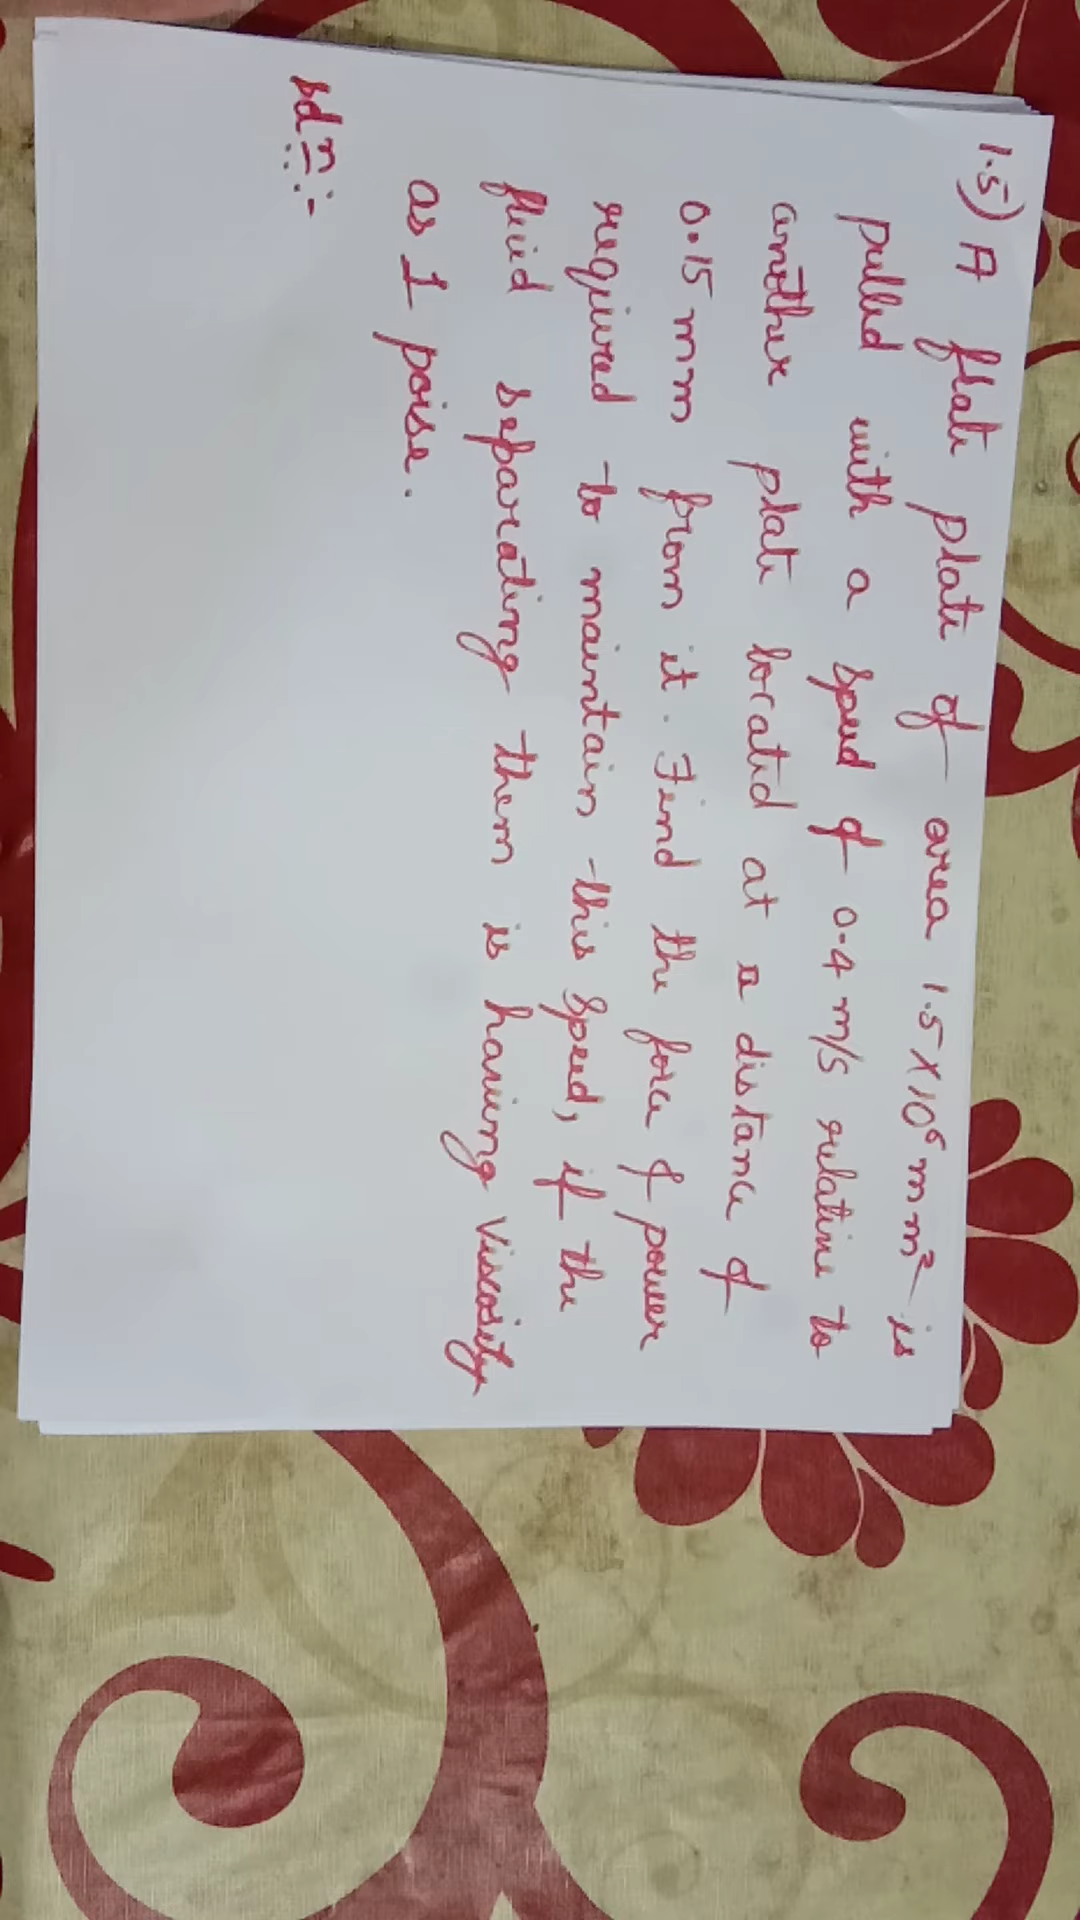 1.5) A flat plate of area 1.5 X 10⁶ mm² is
pulled with a speed of 0.4 m/s relative to
another plate located at a distance of
0.15 mm from it. Find the force & power
required to maintain this speed, if the
fluid separating them is having viscosity
as 1 poise.
sol n :-